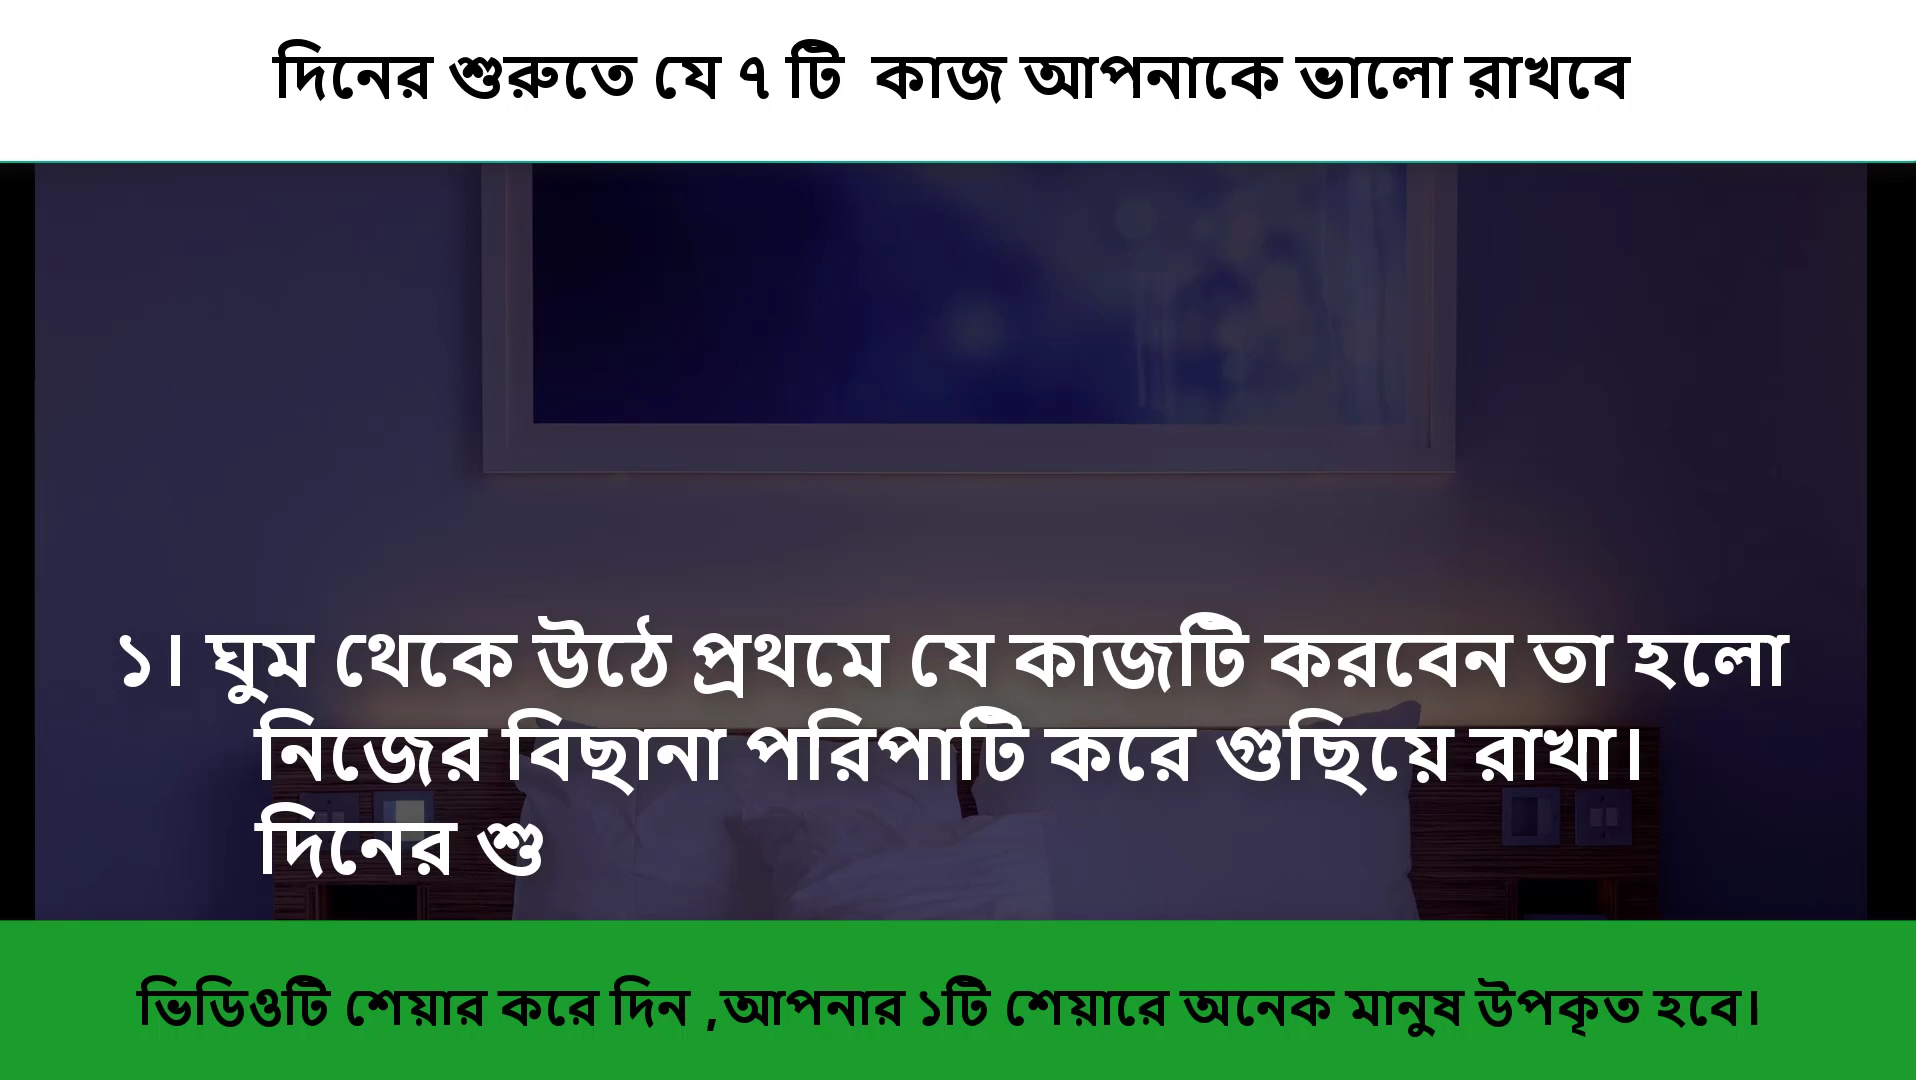 দিনের শুরুতে যে ৭ টি কাজ আপনাকে ভালো রাখবে
১। ঘুম থেকে উঠে প্রথমে যে কাজটি করবেন তা হলো
নিজের বিছানা পরিপাটি করে গুছিয়ে রাখা।
দিনের শু
ভিডিওটি শেয়ার করে দিন ,আপনার ১টি শেয়ারে অনেক মানুষ উপকৃত হবে।